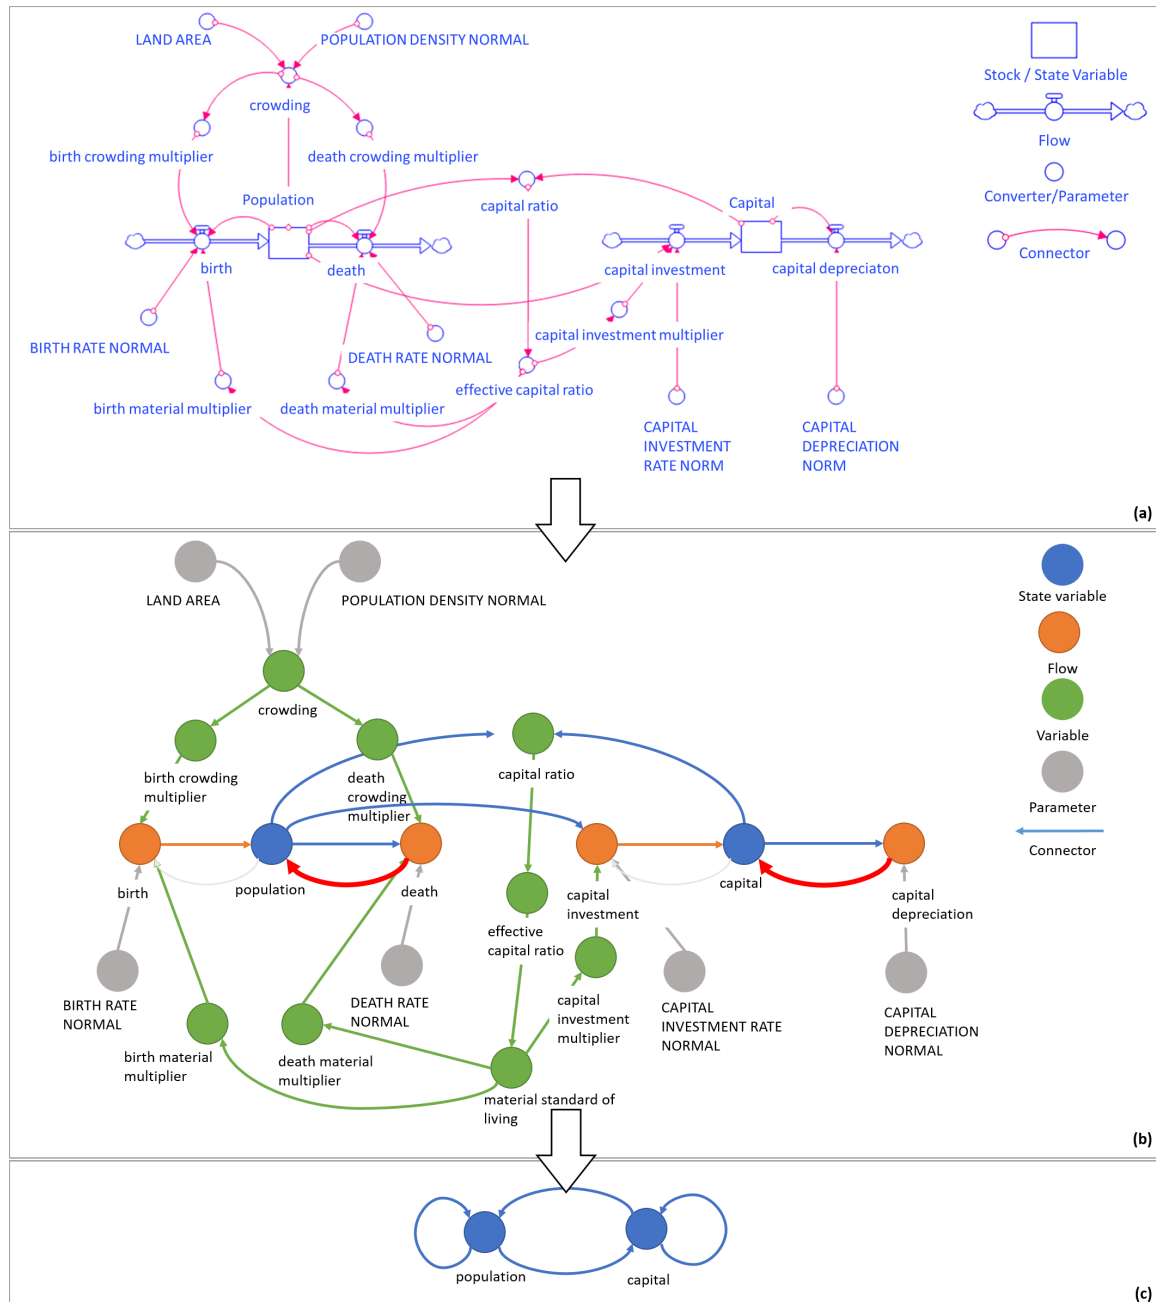 LAND AREA
POPULATION DENSITY NORMAL
crowding
birth crowding multiplier
death crowding multiplier
Population
capital ratio
Capital
birth
death
capital investment
capital depreciaton
BIRTH RATE NORMAL
DEATH RATE NORMAL
capital investment multiplier
birth material multiplier
death material multiplier
effective capital ratio
CAPITAL
INVESTMENT
RATE NORM
CAPITAL
DEPRECIATION
NORM
Stock / State Variable
Flow
Converter/Parameter
Connector
(a)
LAND AREA
POPULATION DENSITY NORMAL
crowding
birth crowding
multiplier
death
crowding
multiplier
capital ratio
birth
population
death
capital
investment
capital
capital
depreciation
effective
capital ratio
BIRTH RATE
NORMAL
DEATH RATE
NORMAL
capital
investment
multiplier
CAPITAL
INVESTMENT RATE
NORMAL
CAPITAL
DEPRECIATION
NORMAL
birth material
multiplier
death material
multiplier
material standard of
living
State variable
Flow
Variable
Parameter
Connector
(b)
population
capital
(c)